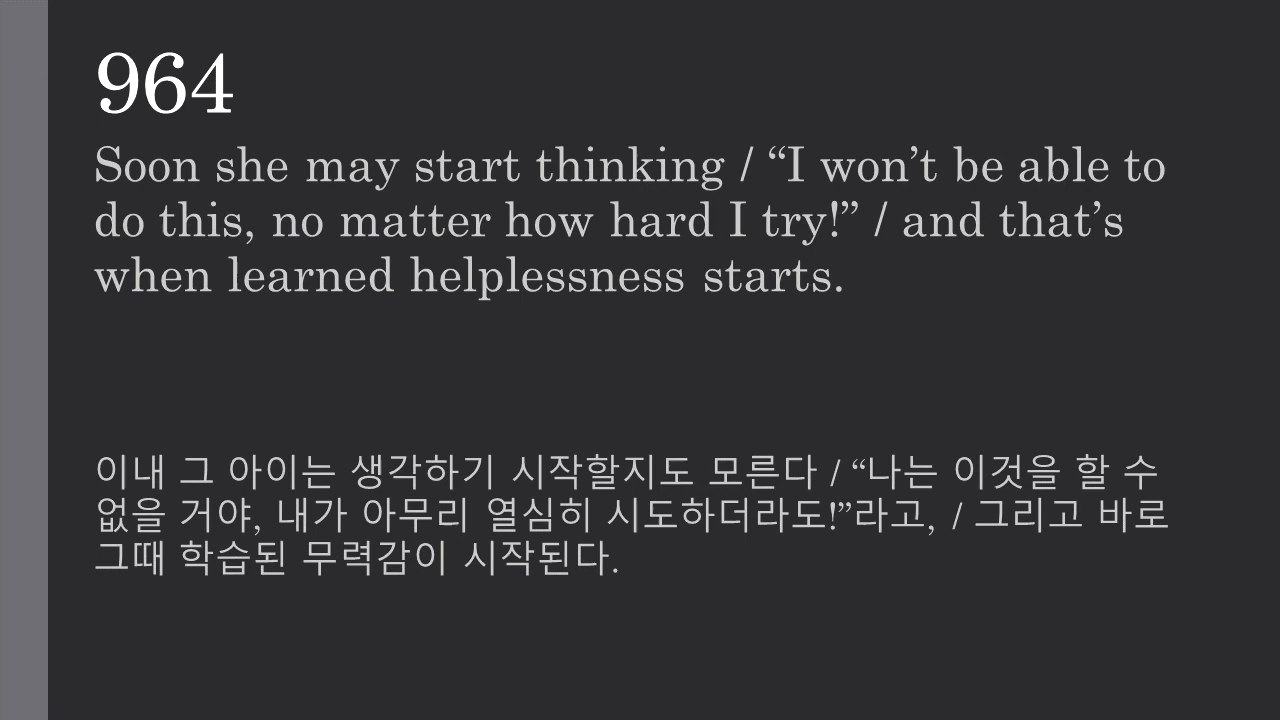 964
Soon she may start thinking / “I won’t be able to
do this, no matter how hard I try!” / and that’s
when learned helplessness starts.
이내 그 아이는 생각하기 시작할지도 모른다 / “나는 이것을 할 수
없을 거야, 내가 아무리 열심히 시도하더라도!”라고, / 그리고 바로
그때 학습된 무력감이 시작된다.